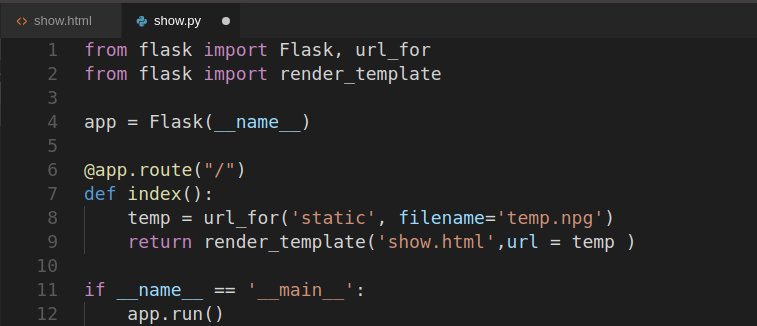 show.html show.py
1 from flask import Flask, url_for
2 from flask import render_template
3
4 app = Flask(__name__)
5
6 @app.route("/")
7 def index():
8     temp = url_for('static', filename='temp.npg')
9     return render_template('show.html',url = temp )
10
11 if __name__ == '__main__':
12     app.run()